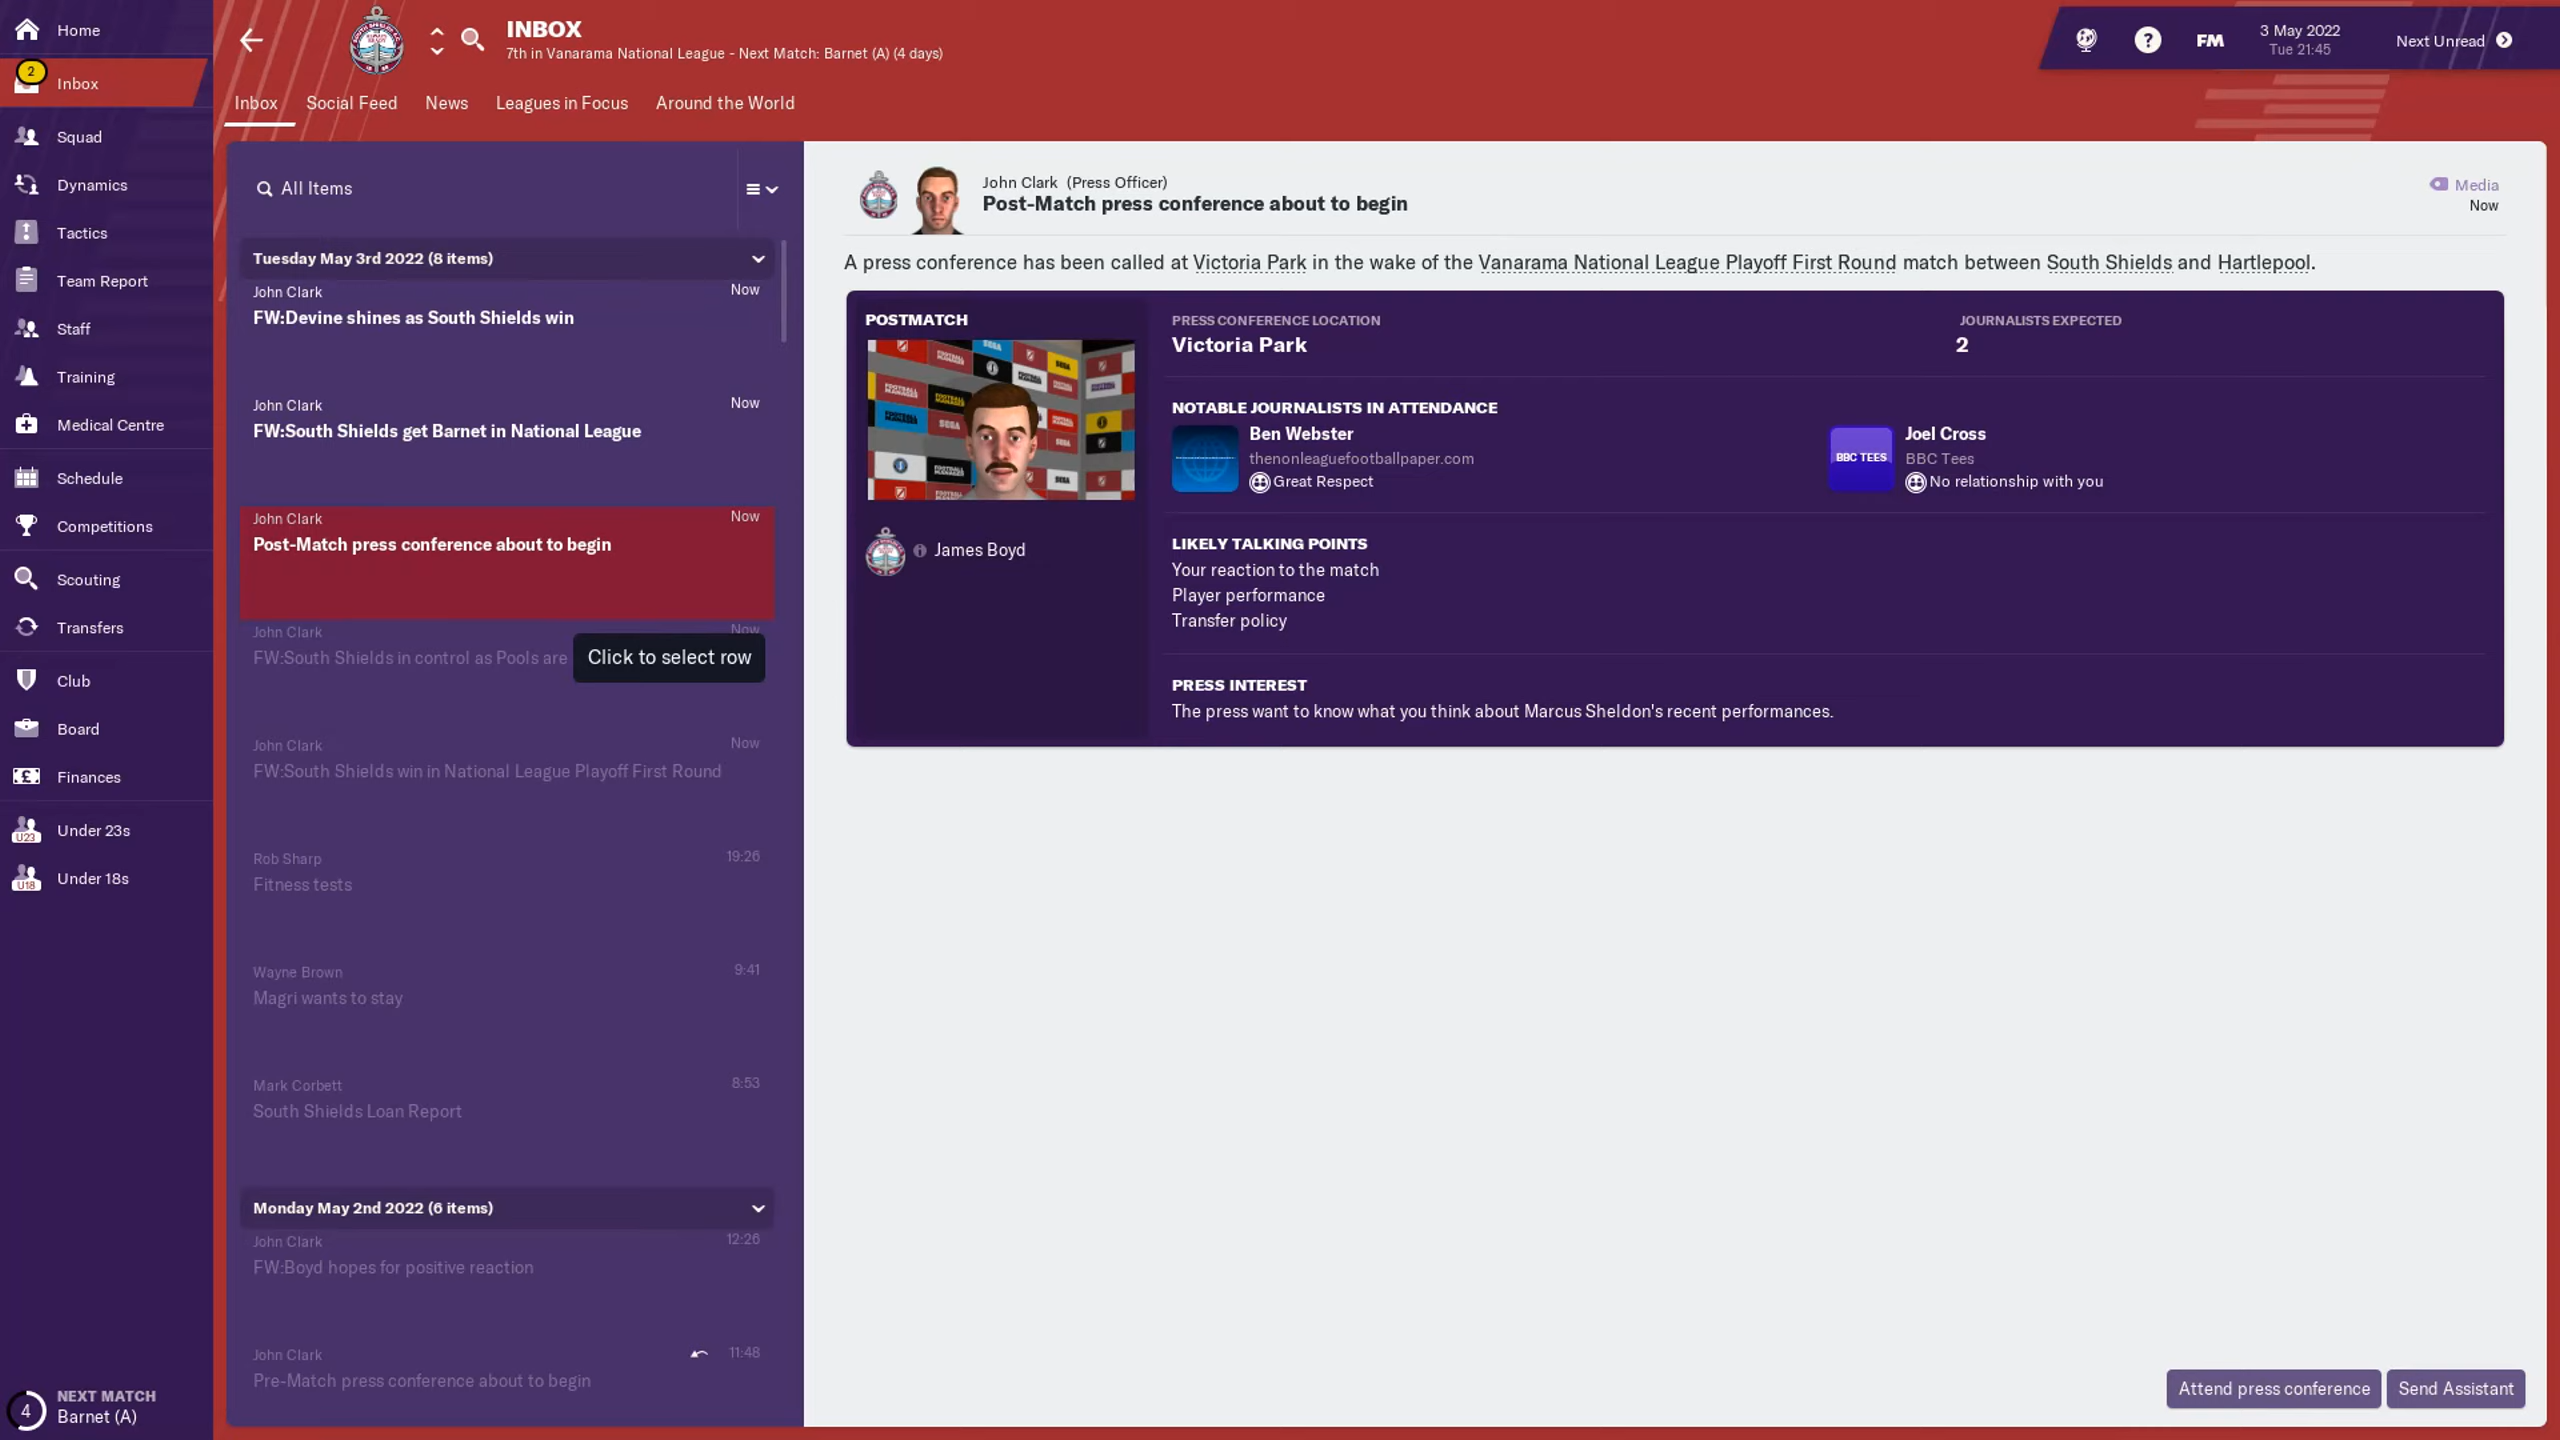 Home
2
Inbox
Squad
Dynamics
Tactics
Team Report
Staff
Training
Medical Centre
Schedule
Competitions
Scouting
Transfers
Club
Board
Finances
U23
Under 23s
U18
Under 18s
4
NEXT MATCH
Barnet (A)
INBOX
7th in Vanarama National League - Next Match: Barnet (A) (4 days)
?
FM
3 May 2022
Tue 21:45
Next Unread
Inbox
Social Feed
News
Leagues in Focus
Around the World
All Items
Tuesday May 3rd 2022 (8 items)
John Clark
Now
FW:Devine shines as South Shields win
John Clark
Now
FW:South Shields get Barnet in National League
John Clark
Now
Post-Match press conference about to begin
John Clark
Now
FW:South Shields in control as Pools are
Click to select row
John Clark
Now
FW:South Shields win in National League Playoff First Round
Rob Sharp
19:26
Fitness tests
Wayne Brown
9:41
Magri wants to stay
Mark Corbett
8:53
South Shields Loan Report
Monday May 2nd 2022 (6 items)
John Clark
12:26
FW:Boyd hopes for positive reaction
John Clark
11:48
Pre-Match press conference about to begin
John Clark (Press Officer)
Post-Match press conference about to begin
Media
Now
A press conference has been called at Victoria Park in the wake of the Vanarama National League Playoff First Round match between South Shields and Hartlepool.
POSTMATCH
James Boyd
PRESS CONFERENCE LOCATION
Victoria Park
JOURNALISTS EXPECTED
2
NOTABLE JOURNALISTS IN ATTENDANCE
Ben Webster
thenonleaguefootballpaper.com
Great Respect
BBC TEES
Joel Cross
BBC Tees
No relationship with you
LIKELY TALKING POINTS
Your reaction to the match
Player performance
Transfer policy
PRESS INTEREST
The press want to know what you think about Marcus Sheldon's recent performances.
Attend press conference
Send Assistant